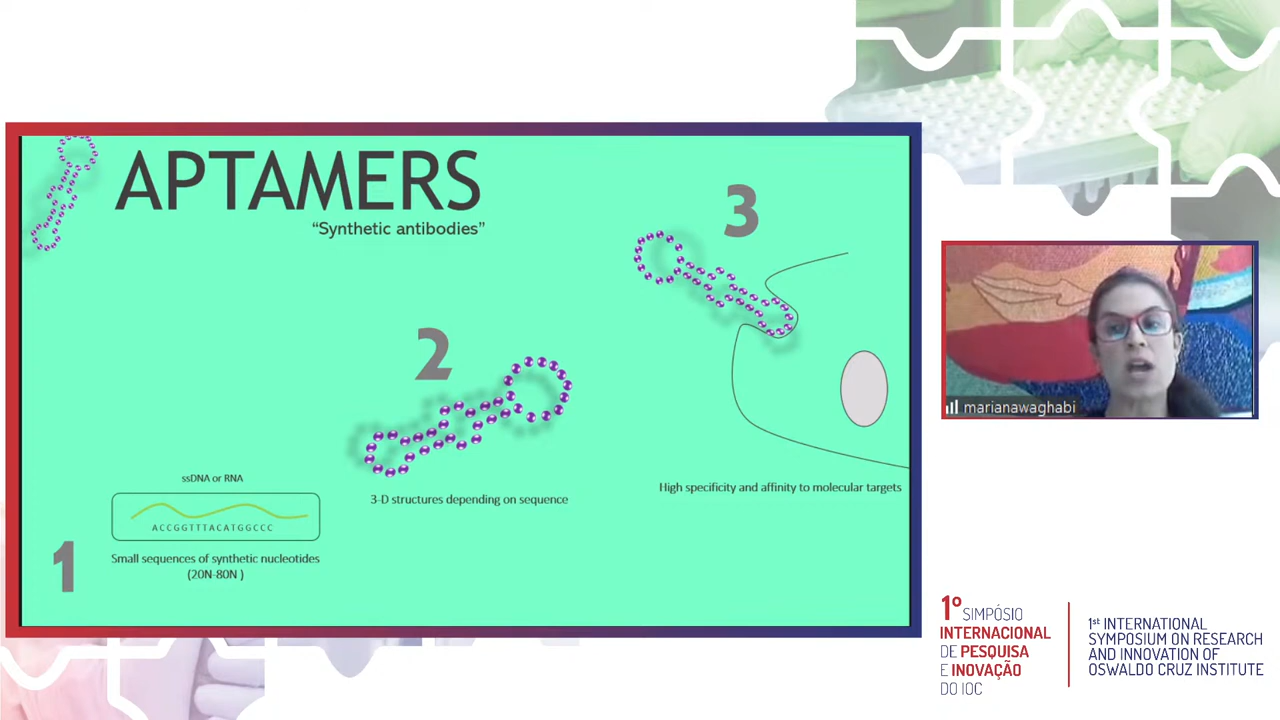 APTAMERS
“Synthetic antibodies”
3
2
ssDNA or RNA
ACCGGTTTACATGGCCC
1
Small sequences of synthetic nucleotides
(20N-80N )
3-D structures depending on sequence
High specificity and affinity to molecular targets
marianawaghabi
1º SIMPÓSIO
INTERNACIONAL
DE PESQUISA
E INOVAÇÃO
DO IOC
1st INTERNATIONAL
SYMPOSIUM ON RESEARCH
AND INNOVATION OF
OSWALDO CRUZ INSTITUTE